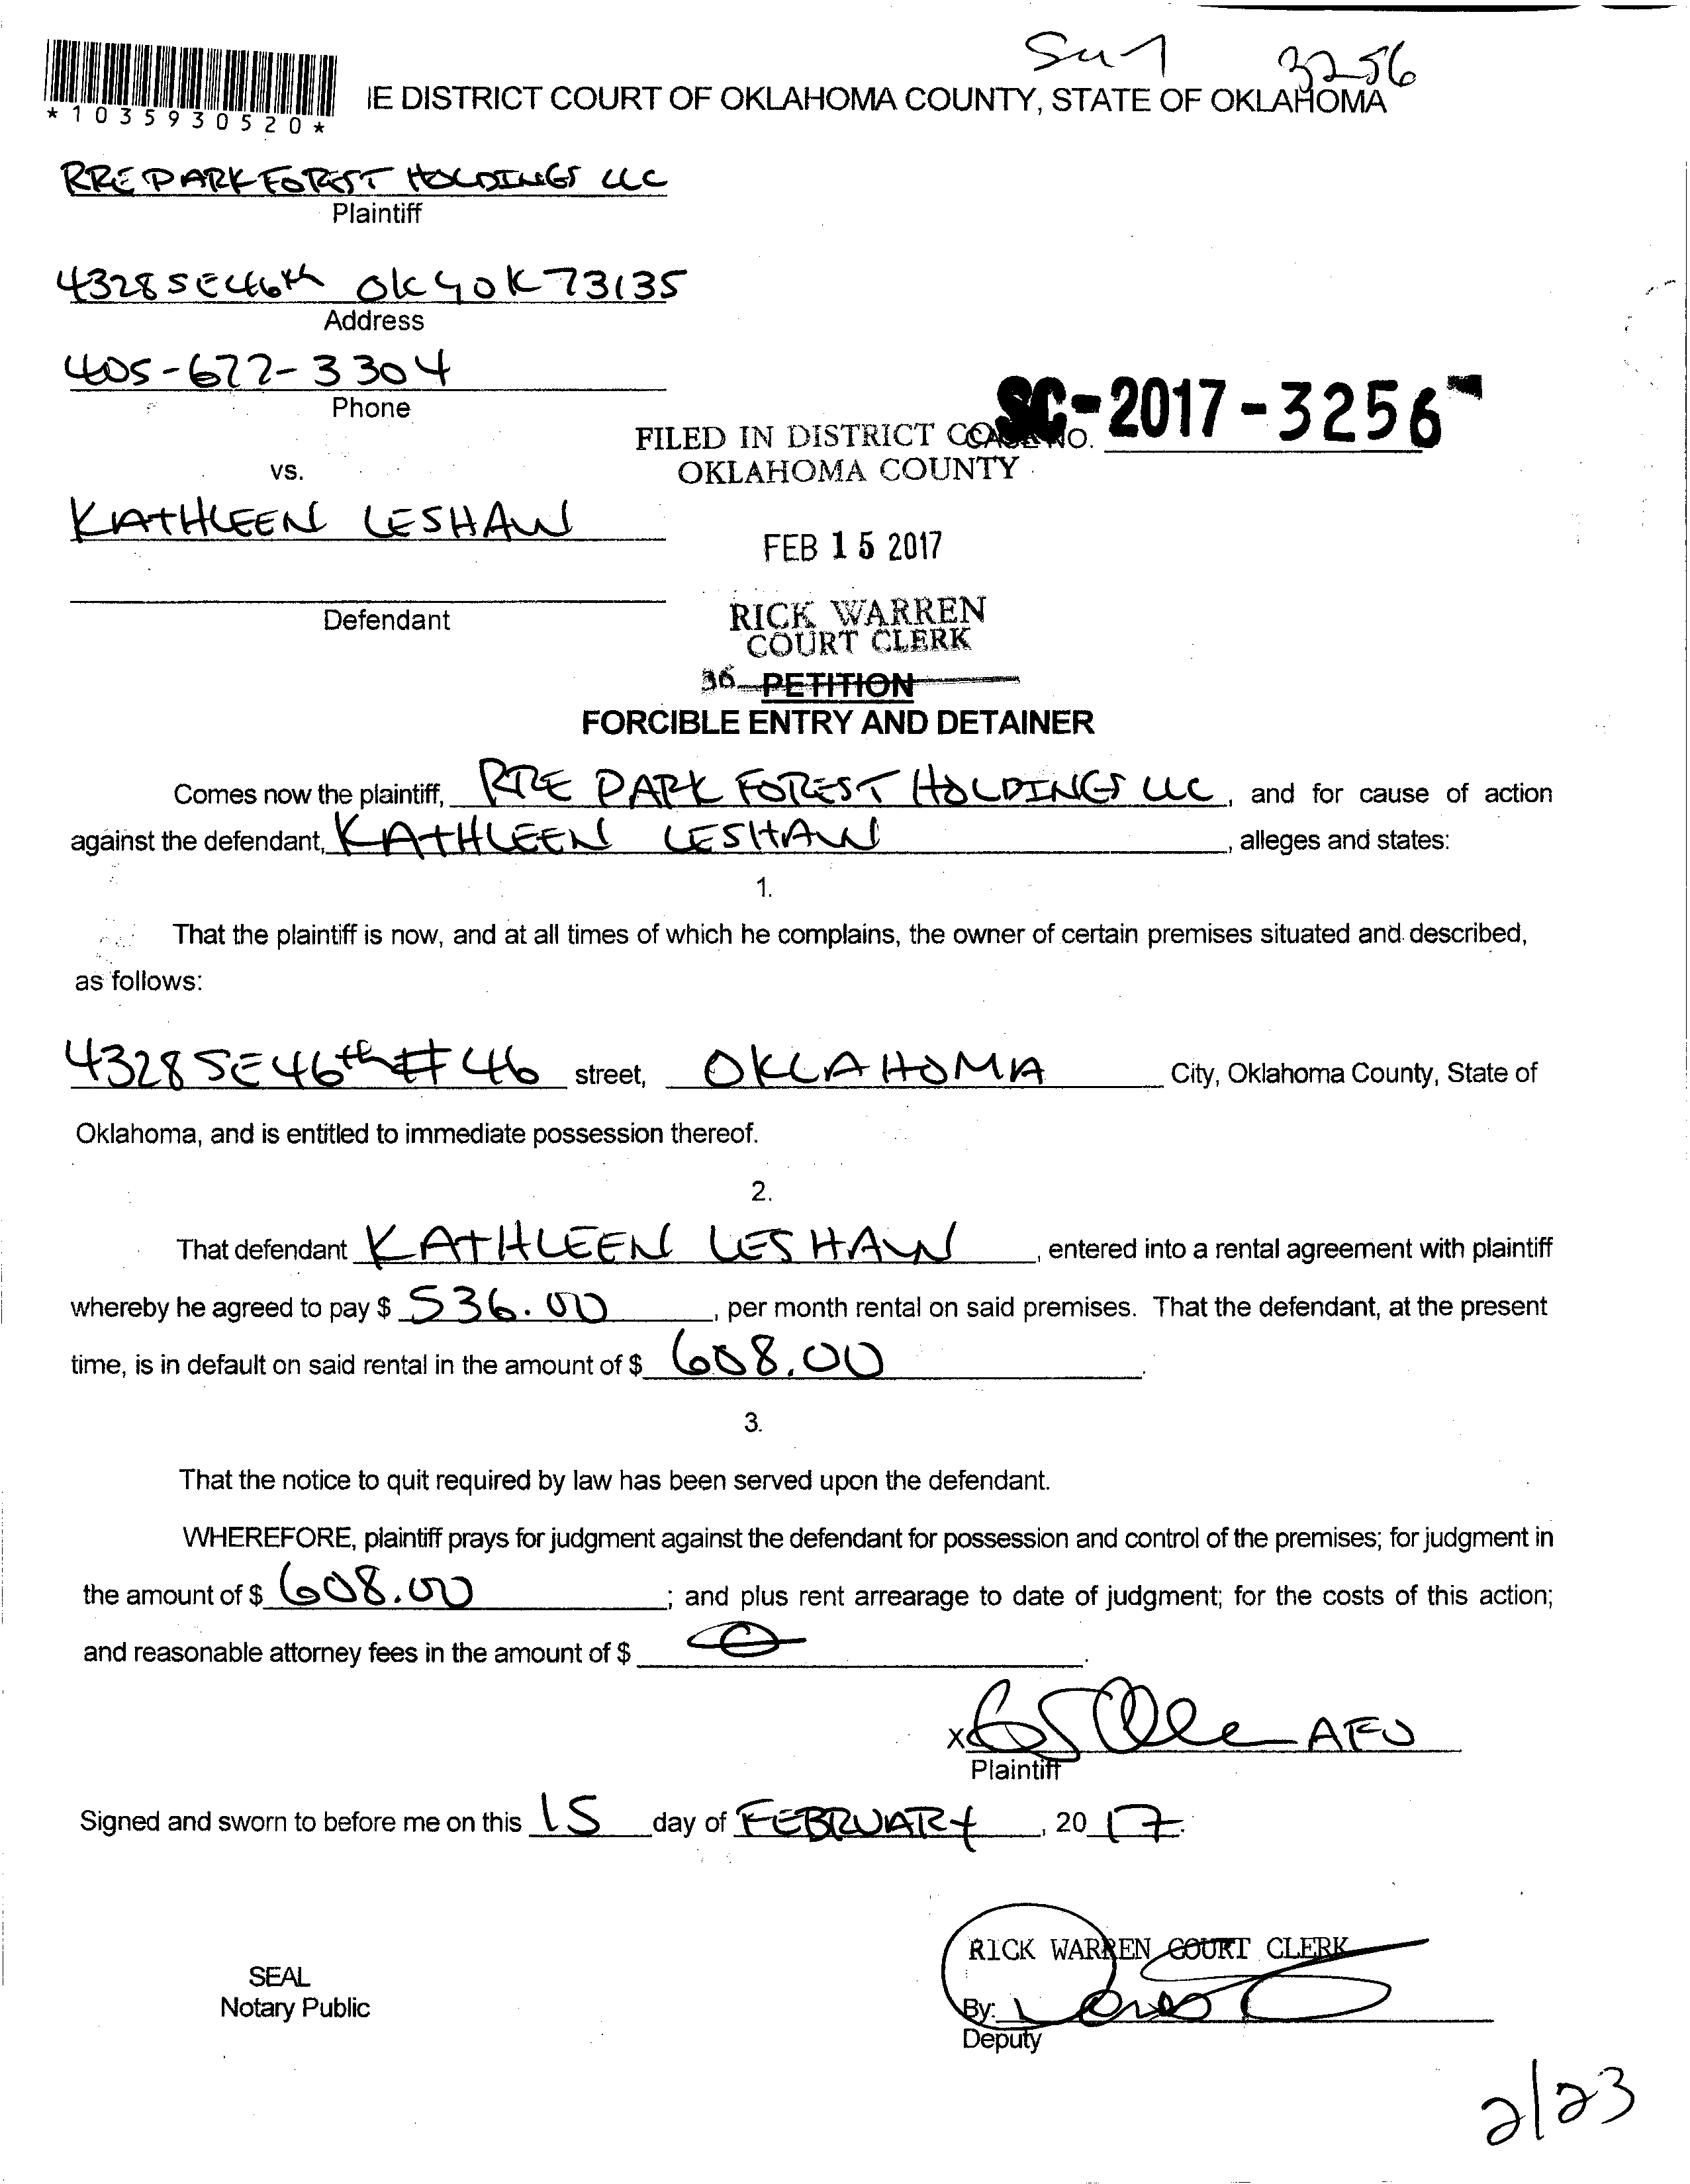 3256
*1035930520*
IE DISTRICT COURT OF OKLAHOMA COUNTY, STATE OF OKLAHOMA
RRE PARK FOREST HOLDINGS LLC
Plaintiff
4328 SE 46th OKC OK 73135
Address
405-672-3304
Phone
SC-2017-3256
FILED IN DISTRICT
OKLAHOMA COUNTY
vs.
KATHLEEN LESHAW
FEB 15 2017
Defendant
RICK WARREN
COURT CLERK
36 PETITION
FORCIBLE ENTRY AND DETAINER
Comes now the plaintiff, RRE PARK FOREST HOLDINGS LLC, and for cause of action
against the defendant, KATHLEEN LESHAW, alleges and states:
1.
That the plaintiff is now, and at all times of which he complains, the owner of certain premises situated and described,
as follows:
4328 SE 46th #46 street, OKLAHOMA City, Oklahoma County, State of
Oklahoma, and is entitled to immediate possession thereof.
2.
That defendant KATHLEEN LESHAW, entered into a rental agreement with plaintiff
whereby he agreed to pay $ 536.00, per month rental on said premises. That the defendant, at the present
time, is in default on said rental in the amount of $ 608.00.
3.
That the notice to quit required by law has been served upon the defendant.
WHEREFORE, plaintiff prays for judgment against the defendant for possession and control of the premises; for judgment in
the amount of $ 608.00; and plus rent arrearage to date of judgment; for the costs of this action;
and reasonable attorney fees in the amount of $ 0.
x AFU
Plaintiff
Signed and sworn to before me on this 15 day of FEBRUARY, 20 17.
RICK WARREN COURT CLERK
SEAL
Notary Public
By:
Deputy
2/23